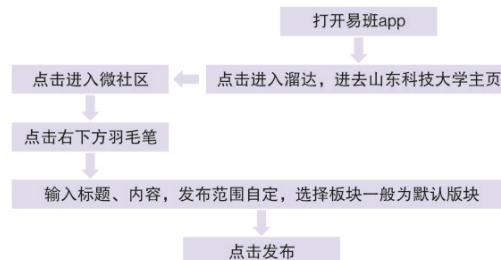 打开易班app
点击进入溜达，进去山东科技大学主页
点击进入微社区
点击右下方羽毛笔
输入标题、内容，发布范围自定，选择板块一般为默认版块
点击发布